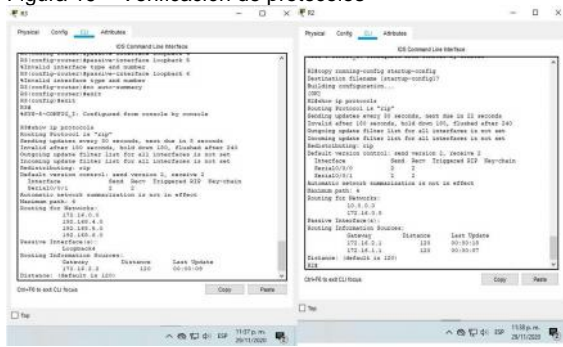 R3
Physical Config CLI Attributes
IOS Command Line Interface
R3(config-router)#passive-interface loopback 5
%Invalid interface type and number
R3(config-router)#passive-interface loopback 6
%Invalid interface type and number
R3(config-router)#no auto-summary
R3(config-router)#exit
R3(config)#exit
R3#
%SYS-5-CONFIG_I: Configured from console by console
R3#show ip protocols
Routing Protocol is "rip"
Sending updates every 30 seconds, next due in
Invalid after 180 seconds, hold down 180, flushed after 240
Outgoing update filter list for all interfaces is not set
Incoming update filter list for all interfaces is not set
Redistributing: rip
Default version control: send version 2, receive 2
Interface Send Recv Triggered RIP Key-chain
Serial0/0/1 2 2
Automatic network summarization is not in effect
Maximum path: 4
Routing for Networks:
172.16.0.0
192.168.4.0
192.168.5.0
192.168.6.0
Passive Interface(s):
Loopback4
Routing Information Sources:
Gateway Distance Last Update
172.16.2.2 120
Distance: (default is 120)
Ctrl+F6 to exit CLI focus
Copy Paste
Top
ESP 11:37 p. m.
29/11/2020
R2
Physical Config CLI Attributes
IOS Command Line Interface
R2#copy running-config startup-config
Destination filename [startup-config]?
Building configuration...
[OK]
R2#show ip protocols
Routing Protocol is "rip"
Sending updates every 30 seconds, next due in 22 seconds
Invalid after 180 seconds, hold down 180, flushed after 240
Outgoing update filter list for all interfaces is not set
Incoming update filter list for all interfaces is not set
Redistributing: rip
Default version control: send version 2, receive 2
Interface Send Recv Triggered RIP Key-chain
Serial0/0/0 2 2
Serial0/0/1 2 2
Automatic network summarization is not in effect
Maximum path: 4
Routing for Networks:
10.0.0.0
172.16.0.0
Passive Interface(s):
Routing Information Sources:
Gateway Distance Last Update
172.16.2.1 120
172.16.1.1 120
Distance: (default is 120)
R2#
Ctrl+F6 to exit CLI focus
Copy Paste
Top
ESP
29/11/2020